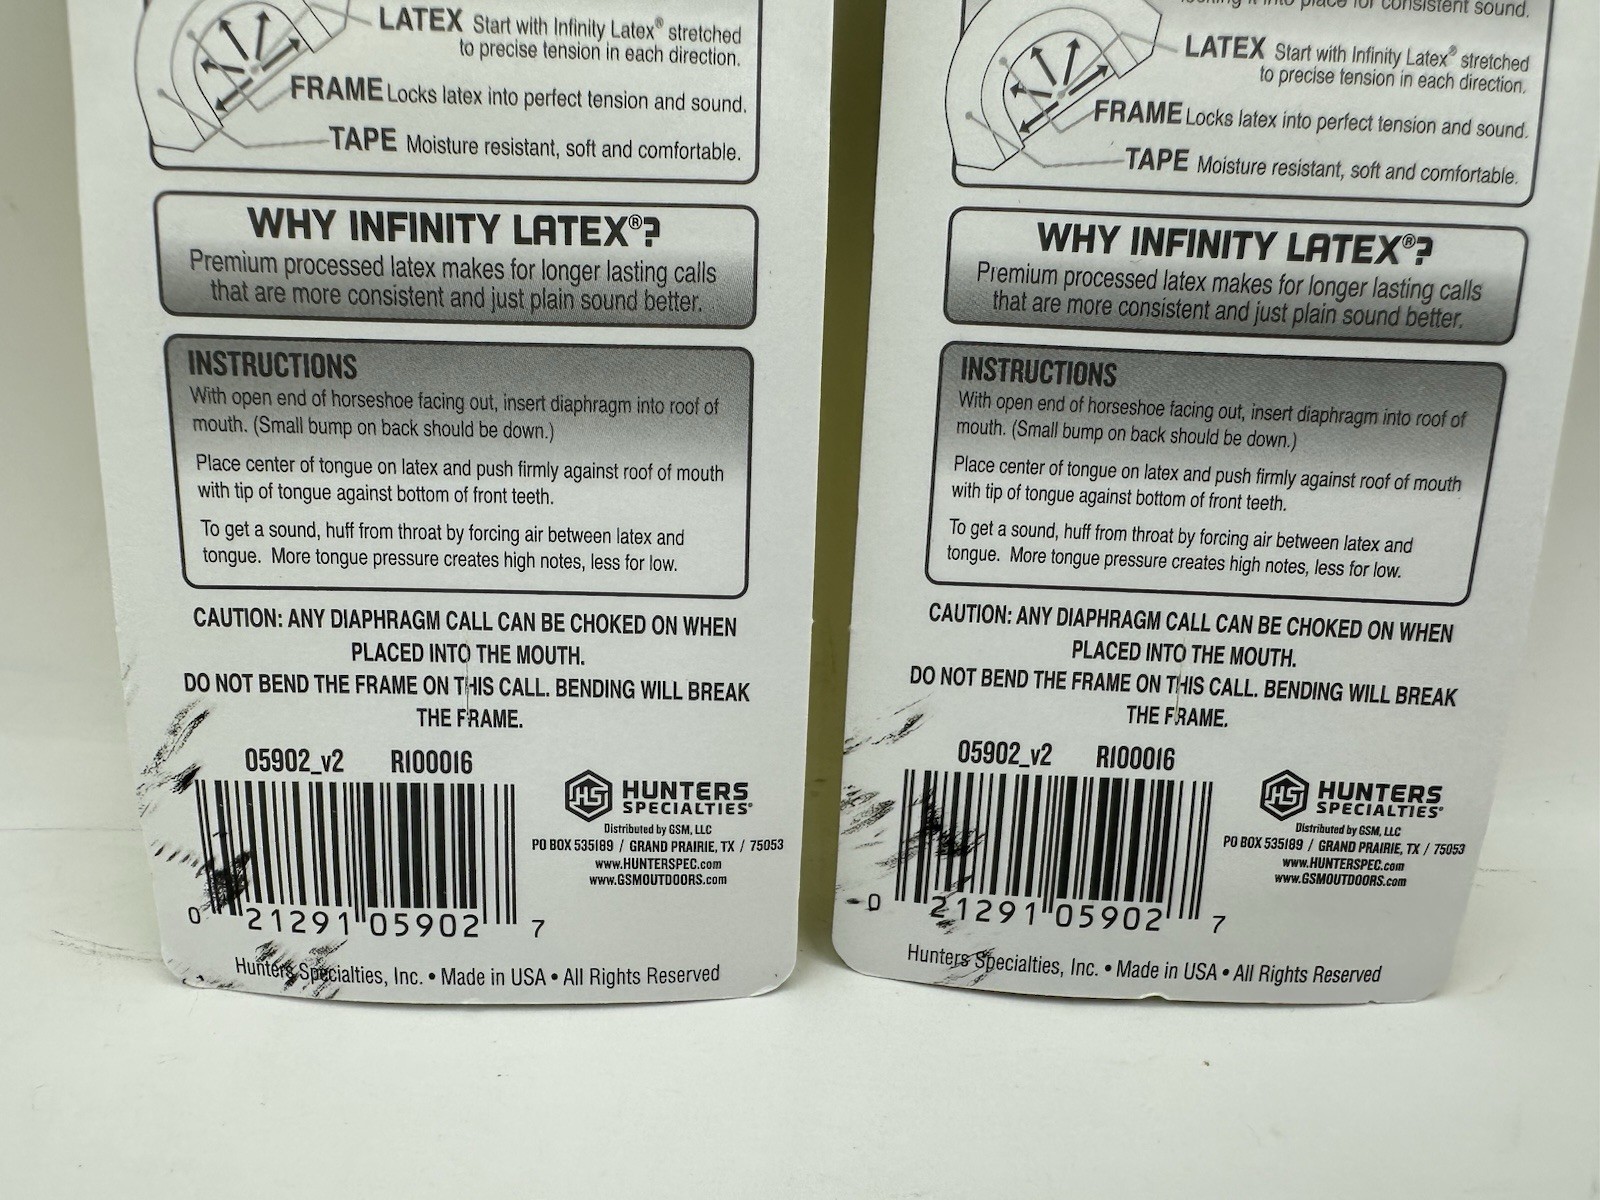 LATEX Start with Infinity Latex® stretched
to precise tension in each direction.
FRAME Locks latex into perfect tension and sound.
TAPE Moisture resistant, soft and comfortable.
WHY INFINITY LATEX®?
Premium processed latex makes for longer lasting calls
that are more consistent and just plain sound better.
INSTRUCTIONS
With open end of horseshoe facing out, insert diaphragm into roof of
mouth. (Small bump on back should be down.)
Place center of tongue on latex and push firmly against roof of mouth
with tip of tongue against bottom of front teeth.
To get a sound, huff from throat by forcing air between latex and
tongue. More tongue pressure creates high notes, less for low.
CAUTION: ANY DIAPHRAGM CALL CAN BE CHOKED ON WHEN
PLACED INTO THE MOUTH.
DO NOT BEND THE FRAME ON THIS CALL. BENDING WILL BREAK
THE FRAME.
05902_v2 RI00016
HS HUNTERS
SPECIALTIES®
Distributed by GSM, LLC
PO BOX 535189 / GRAND PRAIRIE, TX / 75053
www.HUNTERSPEC.com
www.GSMOUTDOORS.com
0 21291 05902 7
Hunters Specialties, Inc. • Made in USA • All Rights Reserved
into place for consistent sound.
LATEX Start with Infinity Latex® stretched
to precise tension in each direction.
FRAME Locks latex into perfect tension and sound.
TAPE Moisture resistant, soft and comfortable.
WHY INFINITY LATEX®?
Premium processed latex makes for longer lasting calls
that are more consistent and just plain sound better.
INSTRUCTIONS
With open end of horseshoe facing out, insert diaphragm into roof of
mouth. (Small bump on back should be down.)
Place center of tongue on latex and push firmly against roof of mouth
with tip of tongue against bottom of front teeth.
To get a sound, huff from throat by forcing air between latex and
tongue. More tongue pressure creates high notes, less for low.
CAUTION: ANY DIAPHRAGM CALL CAN BE CHOKED ON WHEN
PLACED INTO THE MOUTH.
DO NOT BEND THE FRAME ON THIS CALL. BENDING WILL BREAK
THE FRAME.
05902_v2 RI00016
HS HUNTERS
SPECIALTIES®
Distributed by GSM, LLC
PO BOX 535189 / GRAND PRAIRIE, TX / 75053
www.HUNTERSPEC.com
www.GSMOUTDOORS.com
0 21291 05902 7
Hunters Specialties, Inc. • Made in USA • All Rights Reserved